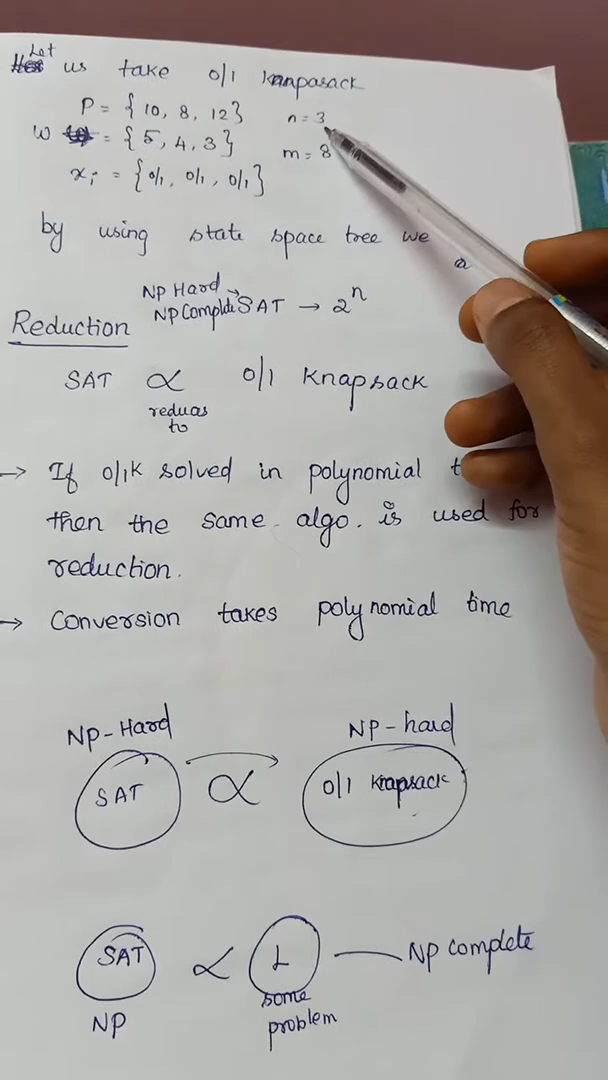 Let
us take 0/1 Knapasack
P = { 10, 8, 12 } n = 3
W = { 5, 4, 3 } m = 8
xi = { 0/1, 0/1, 0/1 }
by using state space tree we
a
NP Hard →
NP Complete SAT → 2^n
Reduction
SAT ∝ 0/1 Knapsack
reduces
to
→ If 0/1K solved in polynomial t
then the same algo. is used for
reduction.
→ Conversion takes polynomial time
NP-Hard NP-hard
SAT ∝ 0/1 Knapsack
SAT ∝ L — NP complete
NP some
problem